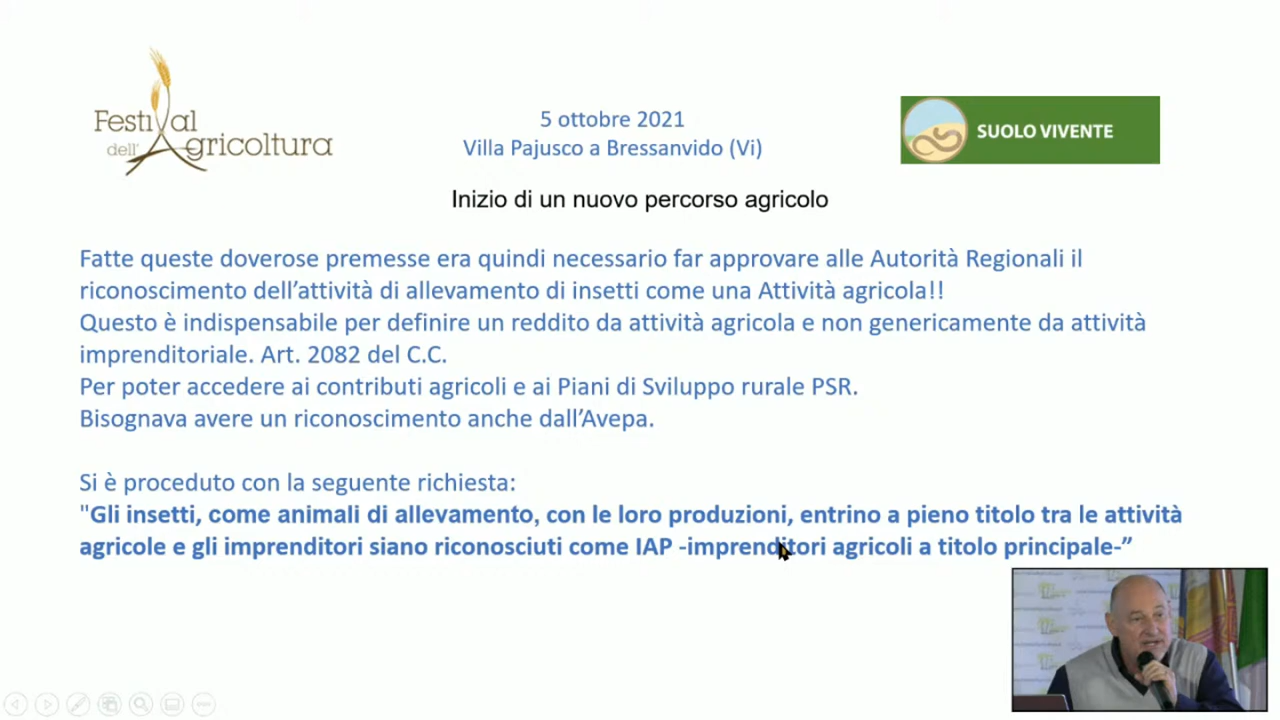 Festival
dell'Agricoltura
5 ottobre 2021
Villa Pajusco a Bressanvido (Vi)
SUOLO VIVENTE
Inizio di un nuovo percorso agricolo
Fatte queste doverose premesse era quindi necessario far approvare alle Autorità Regionali il
riconoscimento dell’attività di allevamento di insetti come una Attività agricola!!
Questo è indispensabile per definire un reddito da attività agricola e non genericamente da attività
imprenditoriale. Art. 2082 del C.C.
Per poter accedere ai contributi agricoli e ai Piani di Sviluppo rurale PSR.
Bisognava avere un riconoscimento anche dall’Avepa.
Si è proceduto con la seguente richiesta:
"Gli insetti, come animali di allevamento, con le loro produzioni, entrino a pieno titolo tra le attività
agricole e gli imprenditori siano riconosciuti come IAP -imprenditori agricoli a titolo principale-”